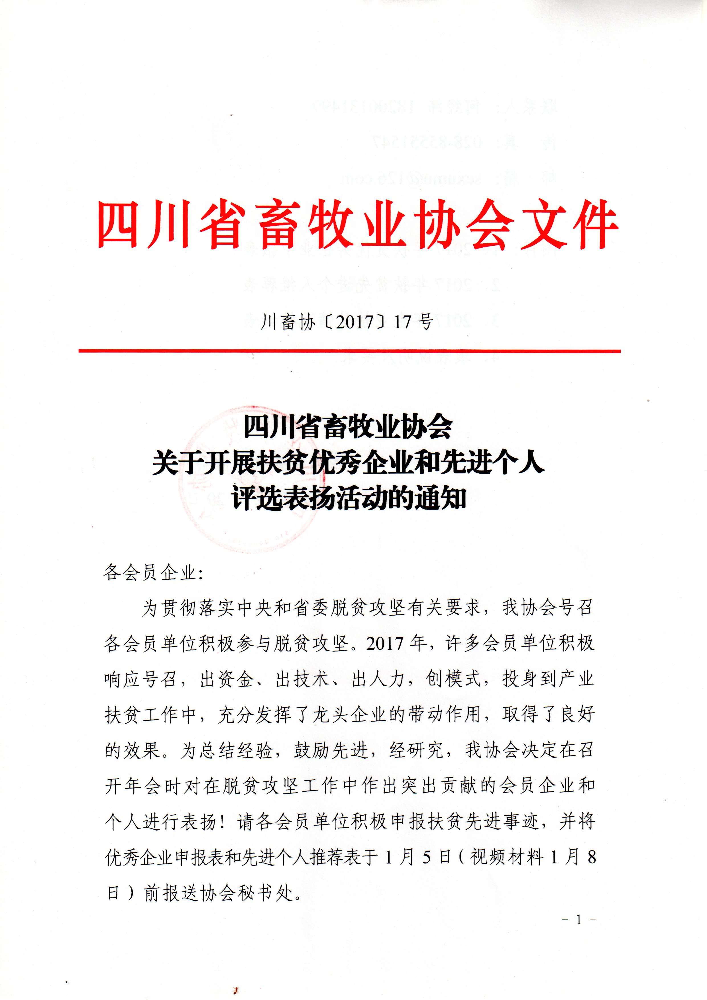 四川省畜牧业协会文件
川畜协〔2017〕17号
四川省畜牧业协会
关于开展扶贫优秀企业和先进个人
评选表扬活动的通知
各会员企业：
为贯彻落实中央和省委脱贫攻坚有关要求，我协会号召
各会员单位积极参与脱贫攻坚。2017年，许多会员单位积极
响应号召，出资金、出技术、出人力，创模式，投身到产业
扶贫工作中，充分发挥了龙头企业的带动作用，取得了良好
的效果。为总结经验，鼓励先进，经研究，我协会决定在召
开年会时对在脱贫攻坚工作中作出突出贡献的会员企业和
个人进行表扬！请各会员单位积极申报扶贫先进事迹，并将
优秀企业申报表和先进个人推荐表于1月5日（视频材料1月8
日）前报送协会秘书处。
- 1 -